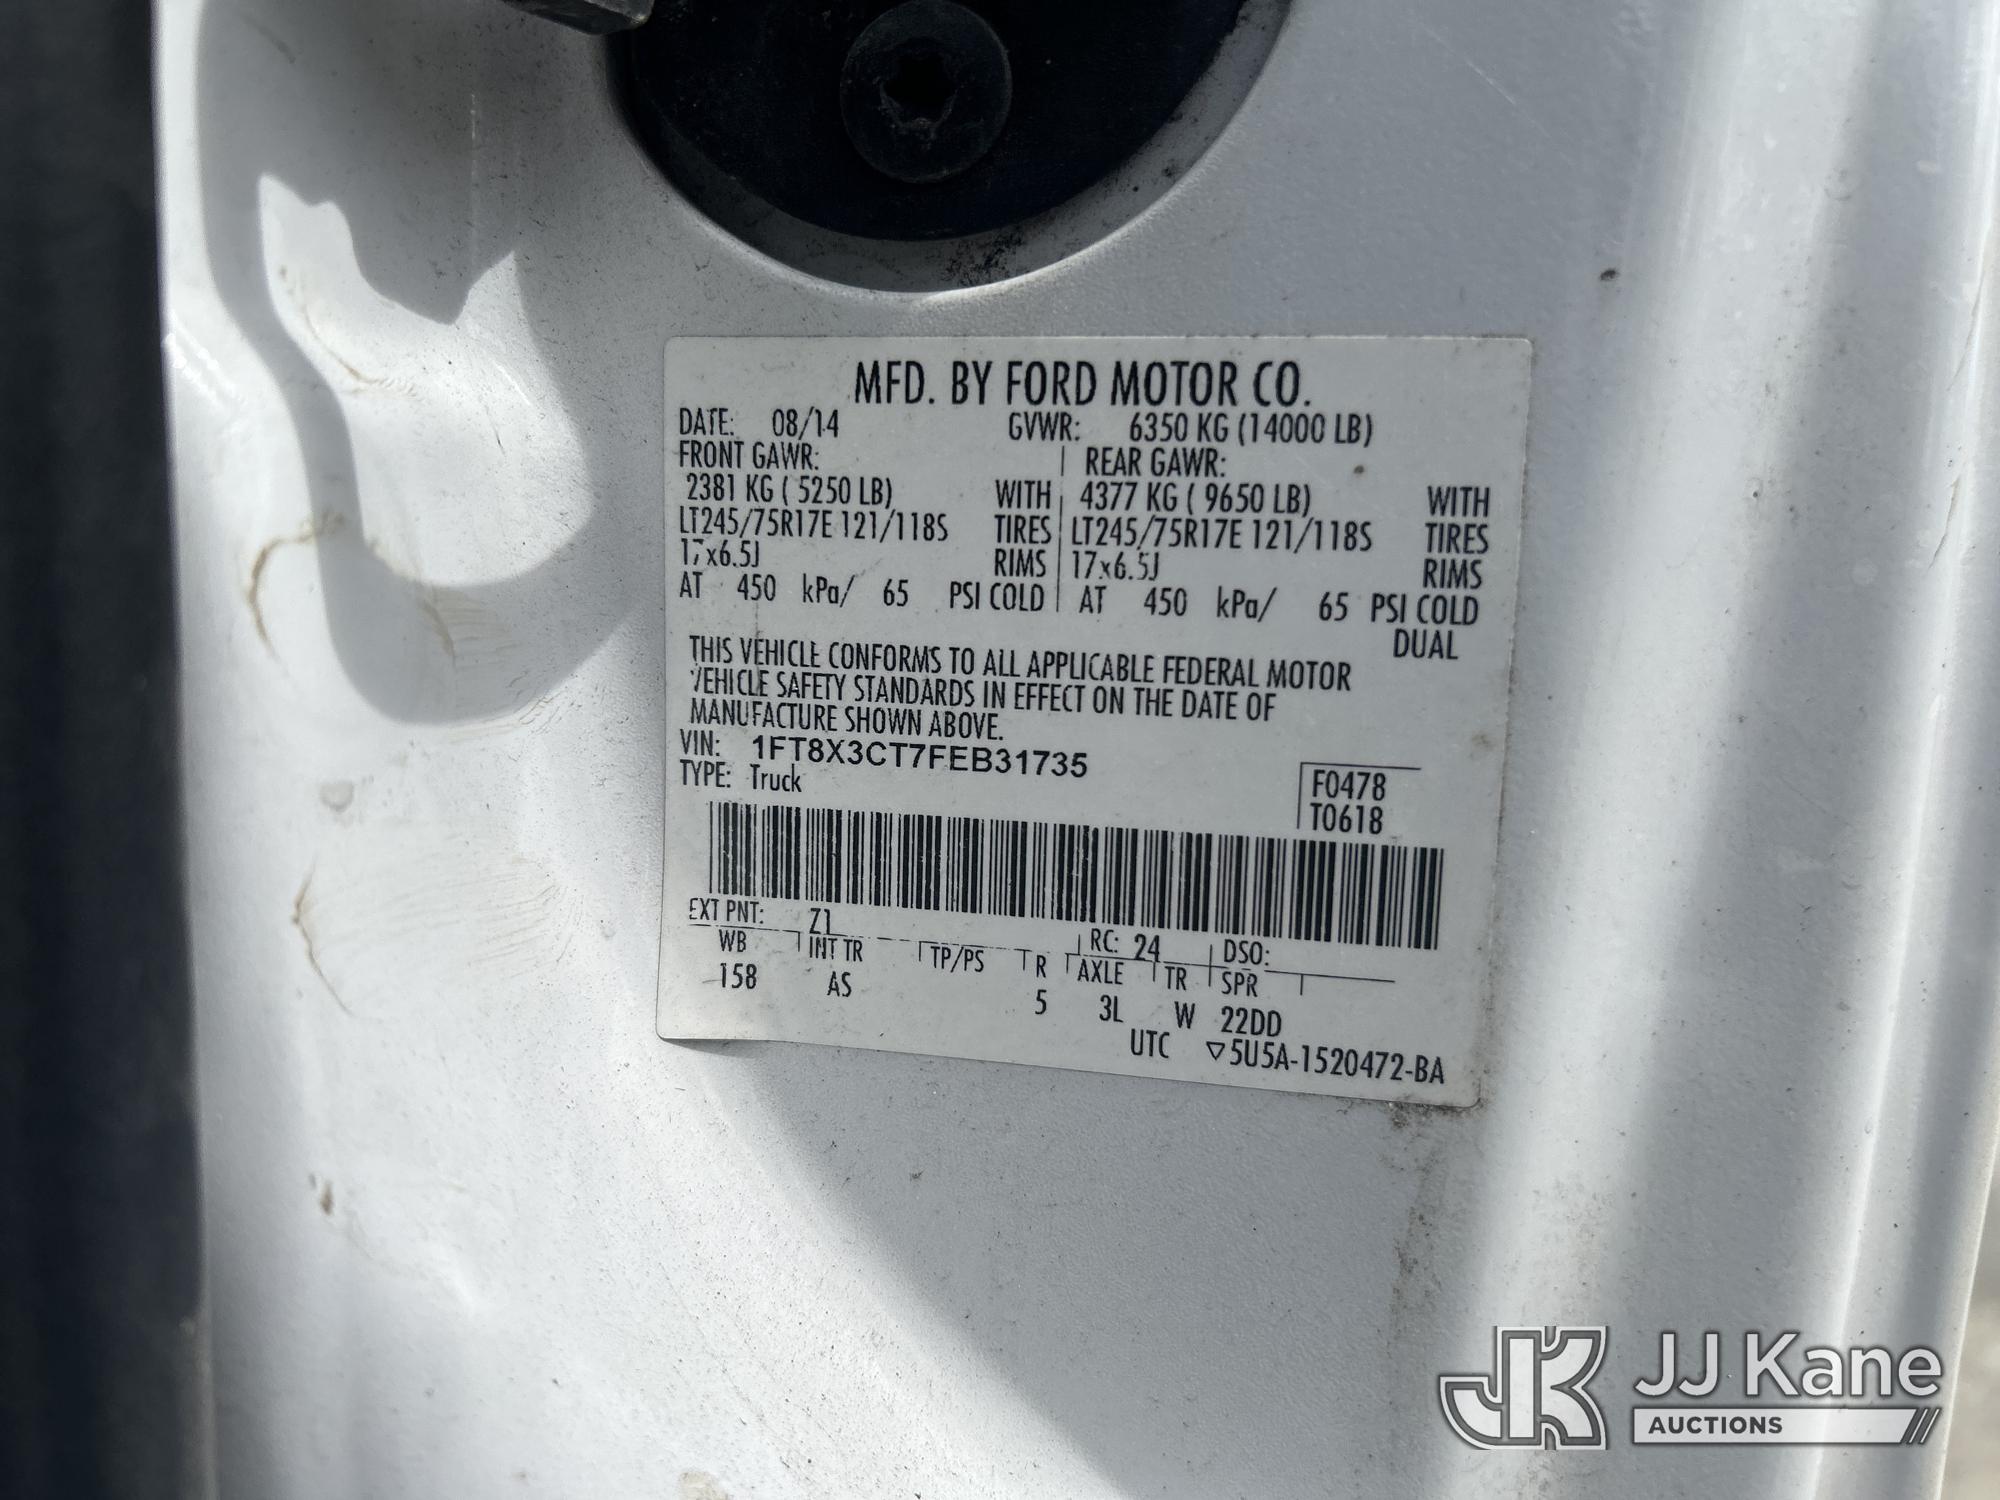 MFD. BY FORD MOTOR CO.
DATE: 08/14 GVWR: 6350 KG (14000 LB)
FRONT GAWR: REAR GAWR:
2381 KG ( 5250 LB) WITH 4377 KG ( 9650 LB) WITH
LT245/75R17E 121/118S TIRES LT245/75R17E 121/118S TIRES
17x6.5J RIMS 17x6.5J RIMS
AT 450 kPa/ 65 PSI COLD AT 450 kPa/ 65 PSI COLD
DUAL
THIS VEHICLE CONFORMS TO ALL APPLICABLE FEDERAL MOTOR
VEHICLE SAFETY STANDARDS IN EFFECT ON THE DATE OF
MANUFACTURE SHOWN ABOVE.
VIN: 1FT8X3CT7FEB31735
TYPE: Truck
F0478
T0618
EXT PNT: Z1 RC: 24 DSO:
WB INT TR TP/PS R AXLE TR SPR
158 AS 5 3L W 22DD
UTC ▽5U5A-1520472-BA
JK JJ Kane
AUCTIONS